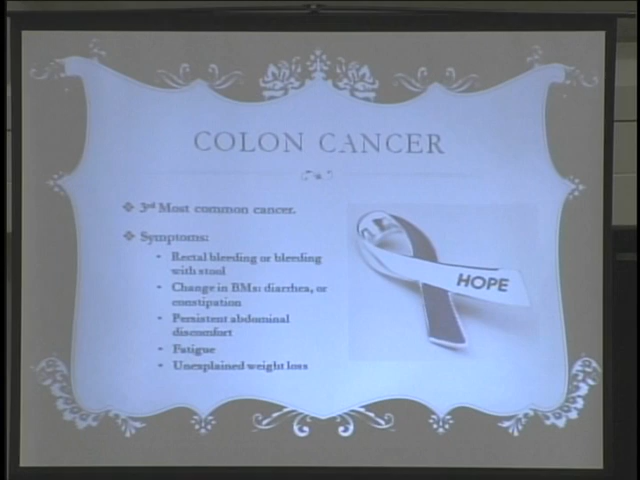 COLON CANCER
❖ 3rd Most common cancer.
❖ Symptoms:
• Rectal bleeding or bleeding
with stool
• Change in BMs: diarrhea, or
constipation
• Persistent abdominal
discomfort
• Fatigue
• Unexplained weight loss
HOPE